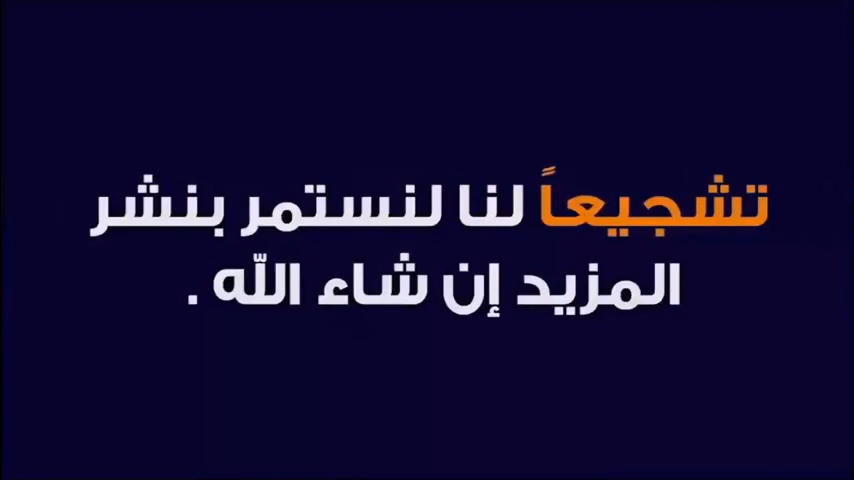 تشجيعاً لنا لنستمر بنشر
المزيد إن شاء الله .